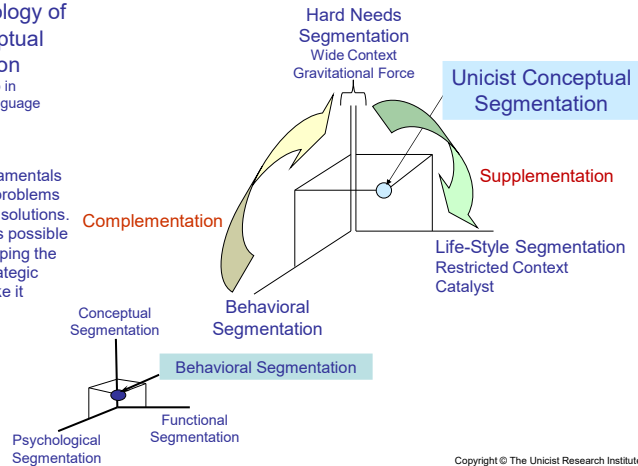 ology of
ptual
on
e in
guage
amentals
problems
solutions.
s possible
ping the
ategic
ke it
Hard Needs
Segmentation
Wide Context
Gravitational Force
Unicist Conceptual
Segmentation
Supplementation
Complementation
Life-Style Segmentation
Restricted Context
Catalyst
Behavioral
Segmentation
Conceptual
Segmentation
Behavioral Segmentation
Functional
Segmentation
Psychological
Segmentation
Copyright © The Unicist Research Institute